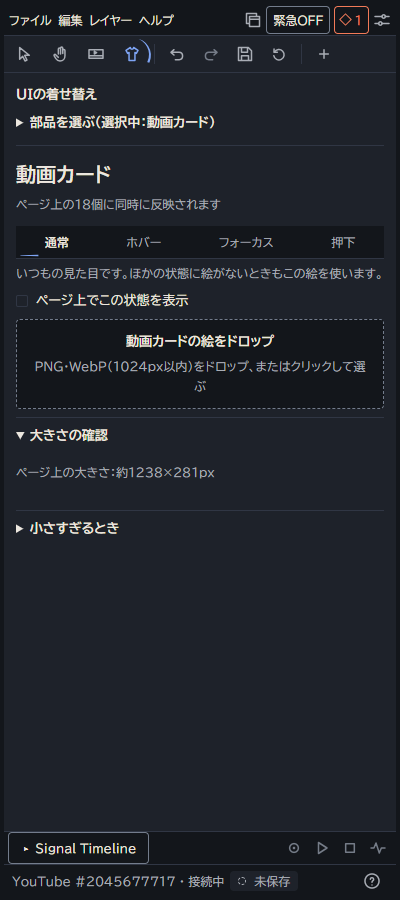 ファイル 編集 レイヤー ヘルプ 緊急OFF ◇ 1
UIの着せ替え
▶ 部品を選ぶ（選択中：動画カード）
動画カード
ページ上の18個に同時に反映されます
通常 ホバー フォーカス 押下
いつもの見た目です。ほかの状態に絵がないときもこの絵を使います。
ページ上でこの状態を表示
動画カードの絵をドロップ
PNG・WebP（1024px以内）をドロップ、またはクリックして選
ぶ
▼ 大きさの確認
ページ上の大きさ：約1238×281px
▶ 小さすぎるとき
▸ Signal Timeline
YouTube #2045677717・接続中 未保存